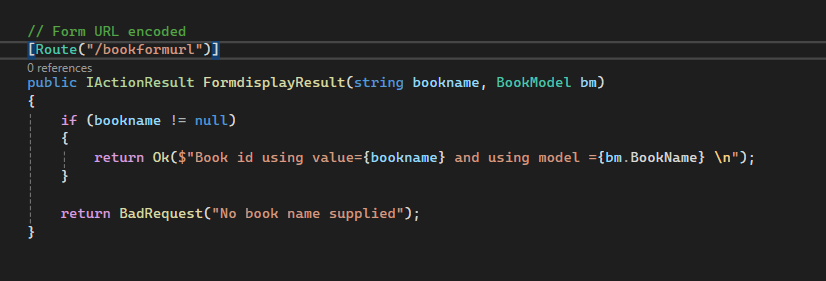 // Form URL encoded
[Route("/bookformurl")]
0 references
public IActionResult FormdisplayResult(string bookname, BookModel bm)
{
if (bookname != null)
{
return Ok($"Book id using value={bookname} and using model ={bm.BookName} \n");
}
return BadRequest("No book name supplied");
}